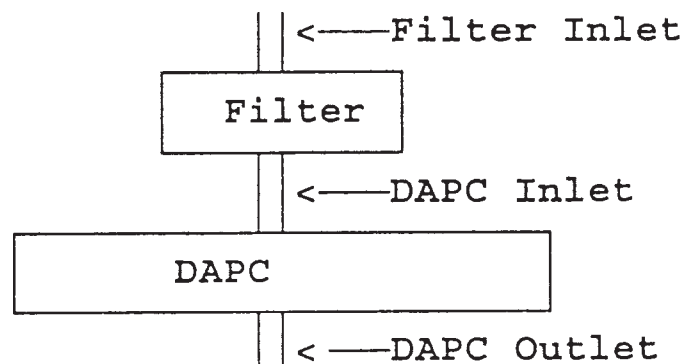 Filter Inlet
Filter
DAPC Inlet
DAPC
DAPC Outlet